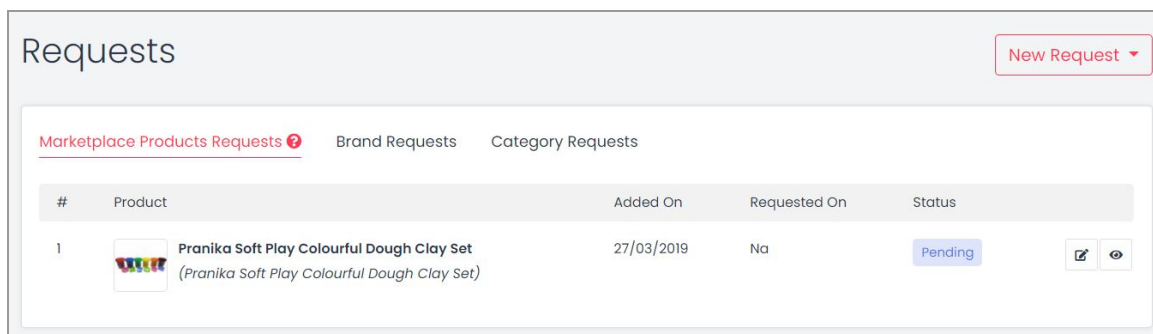 Requests
New Request
Marketplace Products Requests Brand Requests Category Requests
# Product Added On Requested On Status
1 Pranika Soft Play Colourful Dough Clay Set 27/03/2019 Na Pending
(Pranika Soft Play Colourful Dough Clay Set)